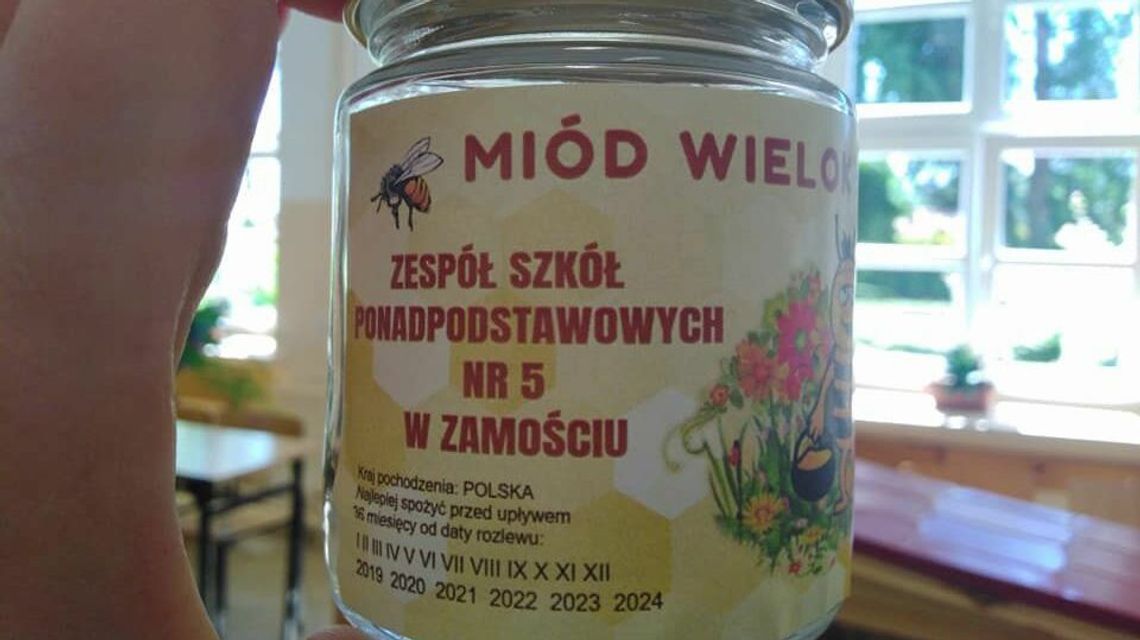 MIÓD WIELOK
ZESPÓŁ SZKÓŁ
PONADPODSTAWOWYCH
NR 5
W ZAMOŚCIU
Kraj pochodzenia: POLSKA
Najlepiej spożyć przed upływem
36 miesięcy od daty rozlewu:
I II III IV V VI VII VIII IX X XI XII
2019 2020 2021 2022 2023 2024